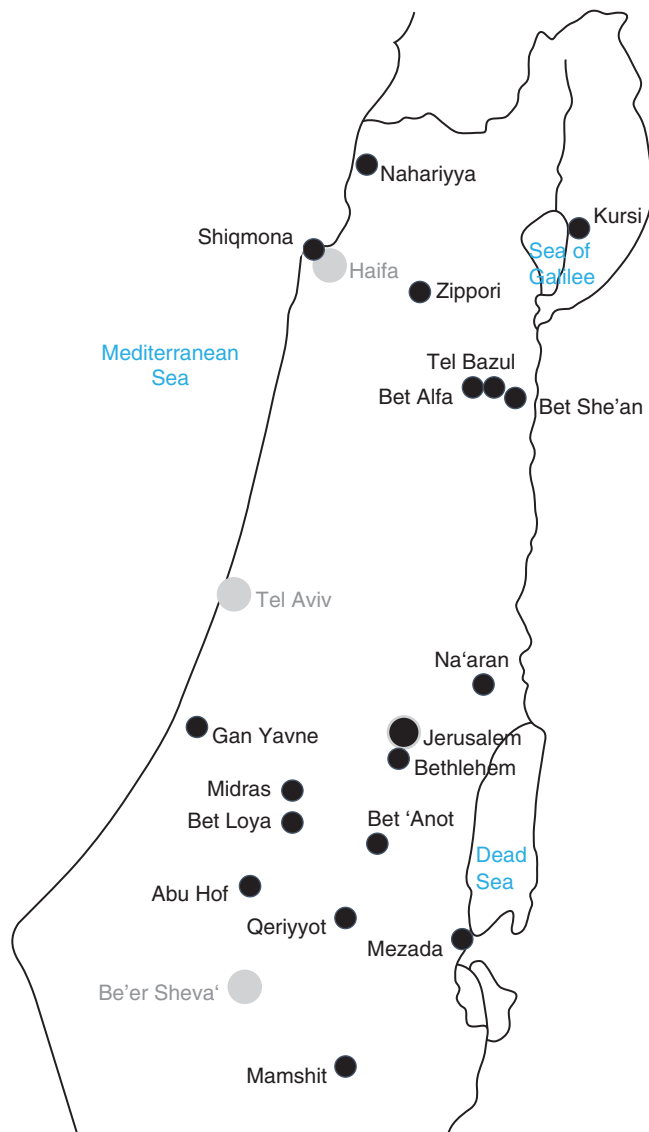 Nahariyya
Kursi
Shiqmona
Sea of
Galilee
Haifa
Zippori
Mediterranean
Sea
Tel Bazul
Bet Alfa
Bet She’an
Tel Aviv
Na‘aran
Gan Yavne
Jerusalem
Bethlehem
Midras
Bet Loya
Bet ‘Anot
Dead
Sea
Abu Hof
Qeriyyot
Mezada
Be’er Sheva‘
Mamshit